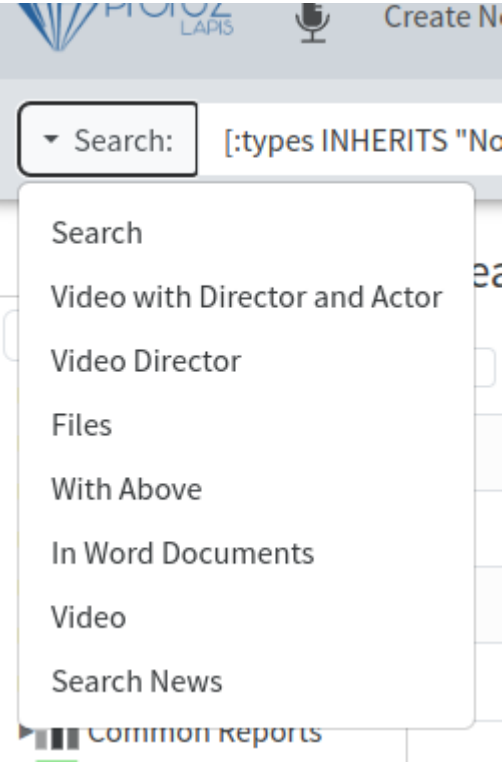 LAPIS
Create
Search:
[:types INHERITS
Search
Video with Director and Actor
Video Director
Files
With Above
In Word Documents
Video
Search News
Common Reports